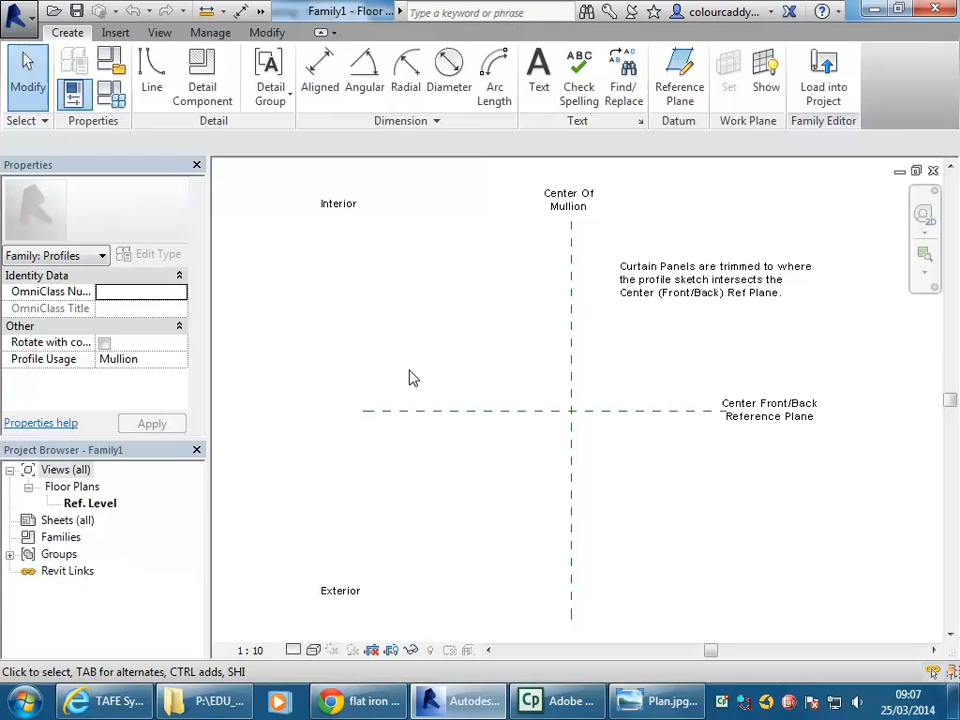 Family1 - Floor ...
Type a keyword or phrase
colourcaddy...
Create
Insert
View
Manage
Modify
Modify
Line
Detail Component
Detail Group
Aligned
Angular
Radial
Diameter
Arc Length
Text
ABC
Check Spelling
Find/ Replace
Reference Plane
Set
Show
Load into Project
Select
Properties
Detail
Dimension
Text
Datum
Work Plane
Family Editor
Properties
Family: Profiles
Edit Type
Identity Data
OmniClass Nu...
OmniClass Title
Other
Rotate with co...
Profile Usage
Mullion
Properties help
Apply
Project Browser - Family1
Views (all)
Floor Plans
Ref. Level
Sheets (all)
Families
Groups
Revit Links
Interior
Center Of
Mullion
Curtain Panels are trimmed to where
the profile sketch intersects the
Center (Front/Back) Ref Plane.
Center Front/Back
Reference Plane
Exterior
2D
1 : 10
Click to select, TAB for alternates, CTRL adds, SHI
TAFE Sy...
P:\EDU_...
flat iron ...
Autodes...
Adobe ...
Plan.jpg...
09:07
25/03/2014